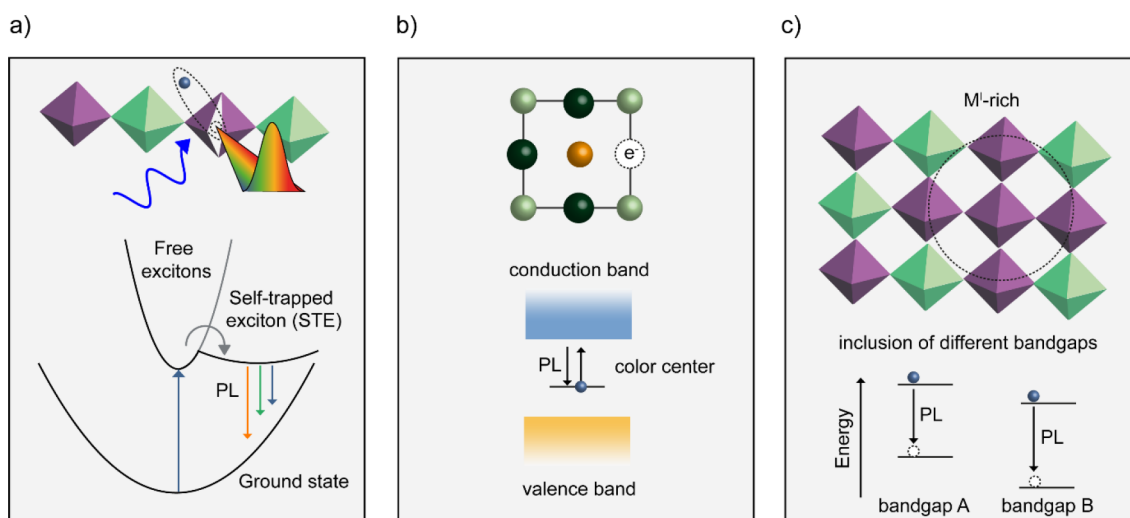 a)
Free
excitons
Self-trapped
exciton (STE)
PL
Ground state
b)
e⁻
conduction band
PL
color center
valence band
c)
Mᴵ-rich
inclusion of different bandgaps
Energy
PL
PL
bandgap A
bandgap B